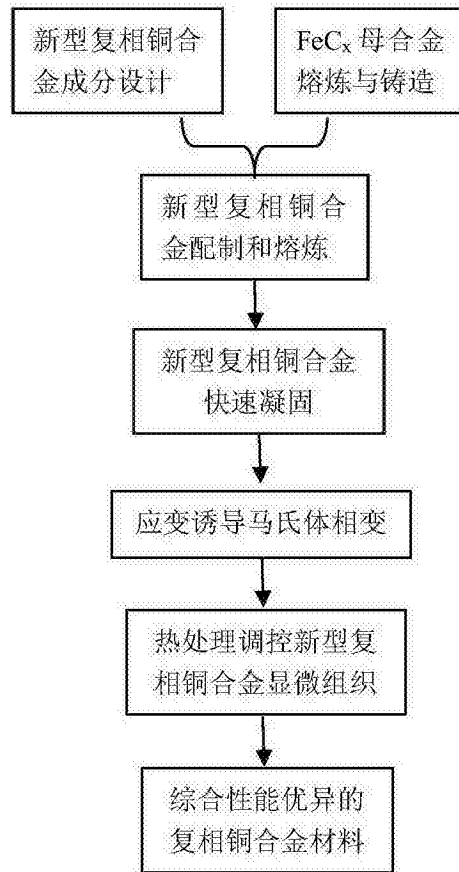 新型复相铜合
金成分设计
FeCₓ 母合金
熔炼与铸造
新型复相铜合
金配制和熔炼
新型复相铜合金
快速凝固
应变诱导马氏体相变
热处理调控新型复
相铜合金显微组织
综合性能优异的
复相铜合金材料